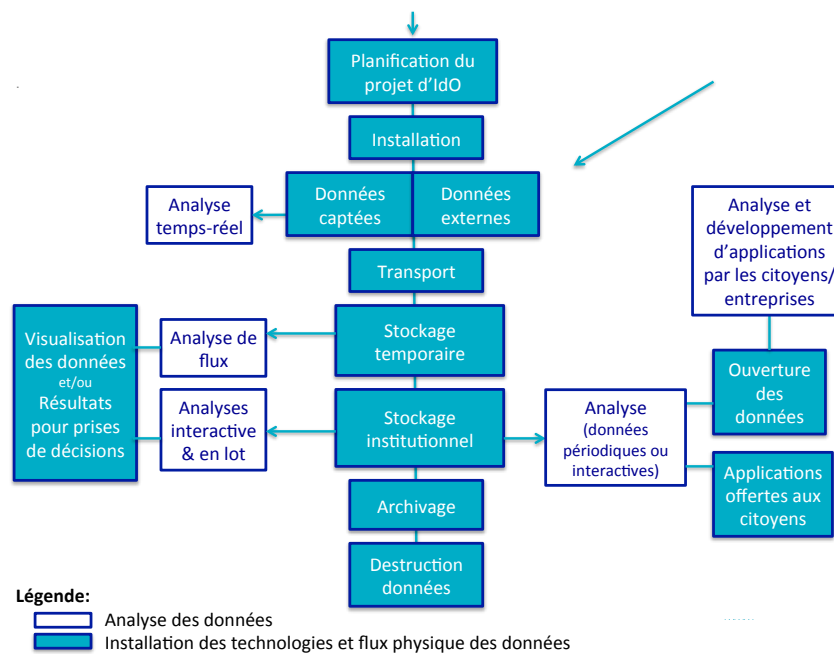 Planification du
projet d'IdO
Installation
Données
captées
Données
externes
Analyse
temps-réel
Transport
Analyse et
développement
d'applications
par les citoyens/
entreprises
Visualisation
des données
et/ou
Résultats
pour prises
de décisions
Analyse de
flux
Stockage
temporaire
Analyses
interactive
& en lot
Stockage
institutionnel
Analyse
(données
périodiques ou
interactives)
Ouverture
des
données
Applications
offertes aux
citoyens
Archivage
Destruction
données
Légende:
Analyse des données
Installation des technologies et flux physique des données